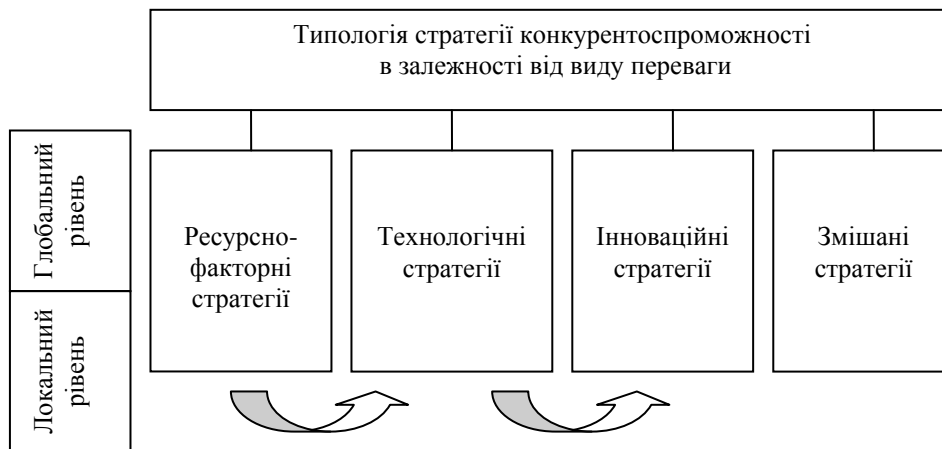 Типологія стратегії конкурентоспроможності
в залежності від виду переваги
Глобальний
рівень
Локальний
рівень
Ресурсно-
факторні
стратегії
Технологічні
стратегії
Інноваційні
стратегії
Змішані
стратегії